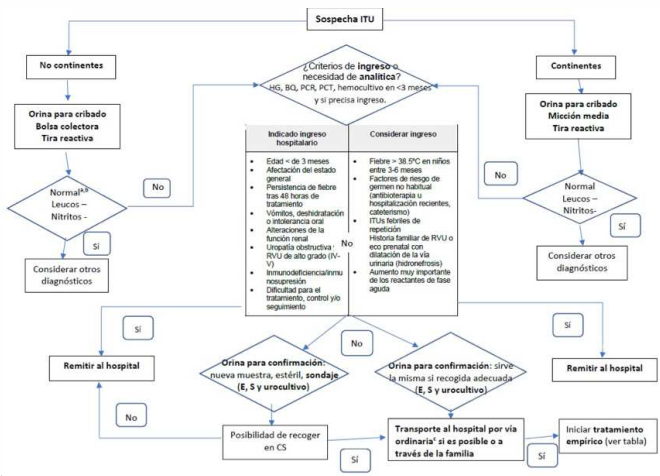 Sospecha ITU
No continentes
Continentes
¿Criterios de ingreso o
necesidad de analítica?
HG, BQ, PCR, PCT, hemocultivo en <3 meses
y si precisa ingreso.
Orina para cribado
Bolsa colectora
Tira reactiva
Orina para cribado
Micción media
Tira reactiva
Indicado ingreso
hospitalario
• Edad < de 3 meses
• Afectación del estado
general
• Persistencia de fiebre
tras 48 horas de
tratamiento
• Vómitos, deshidratación
o intolerancia oral
• Alteraciones de la
función renal
• Uropatía obstructiva
RVU de alto grado (IV-
V)
• Inmunodeficiencia/inmu
nosupresión
• Dificultad para el
tratamiento, control y/o
seguimiento
Considerar ingreso
• Fiebre > 38.5ºC en niños
entre 3-6 meses
• Factores de riesgo de
germen no habitual
(antibioterapia u
hospitalización recientes,
cateterismo)
• ITUs febriles de
repetición
• Historia familiar de RVU o
eco prenatal con
dilatación de la vía
urinaria (hidronefrosis)
• Aumento muy importante
de los reactantes de fase
aguda
No
No
No
Normal
Leucos –
Nitritos -
Normal
Leucos –
Nitritos-
Sí
Sí
Considerar otros
diagnósticos
Considerar otros
diagnósticos
Sí
No
Sí
Remitir al hospital
Orina para confirmación:
nueva muestra, estéril, sondaje
(E, S y urocultivo)
Orina para confirmación: sirve
la misma si recogida adecuada
(E, S y urocultivo)
Remitir al hospital
No
Posibilidad de recoger
en CS
Sí
Transporte al hospital por vía
ordinariaᶜ si es posible o a
través de la familia
Sí
Iniciar tratamiento
empírico (ver tabla)